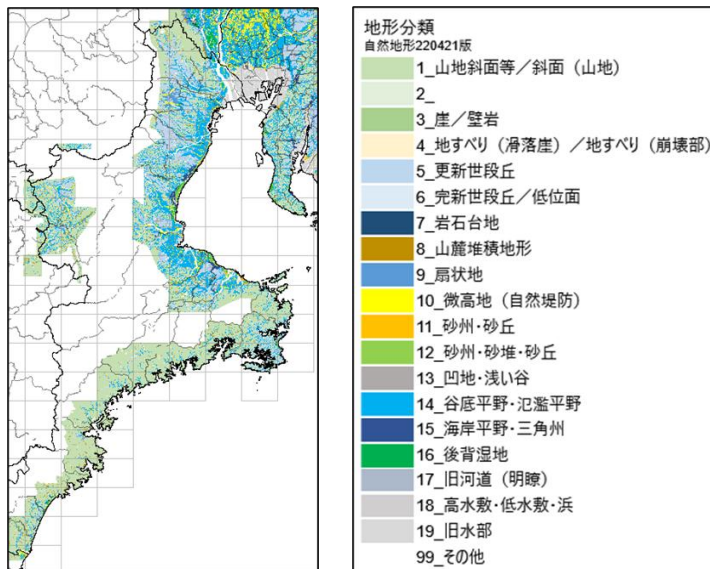 地形分類
自然地形220421版
1_山地斜面等／斜面（山地）
2_
3_崖／壁岩
4_地すべり（滑落崖）／地すべり（崩壊部）
5_更新世段丘
6_完新世段丘／低位面
7_岩石台地
8_山麓堆積地形
9_扇状地
10_微高地（自然堤防）
11_砂州・砂丘
12_砂州・砂堆・砂丘
13_凹地・浅い谷
14_谷底平野・氾濫平野
15_海岸平野・三角州
16_後背湿地
17_旧河道（明瞭）
18_高水敷・低水敷・浜
19_旧水部
99_その他